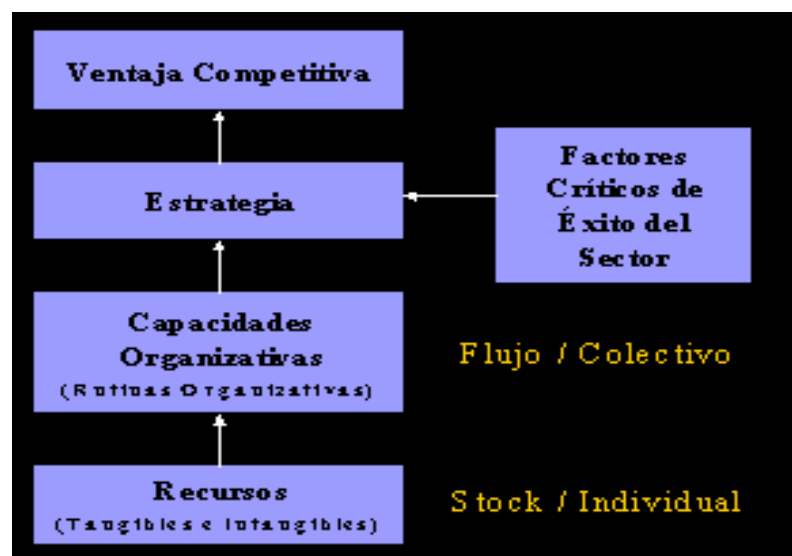 Ventaja Competitiva
Estrategia
Factores
Críticos de
Éxito del
Sector
Capacidades
Organizativas
(Rutinas Organizativas)
Flujo / Colectivo
Recursos
(Tangibles e Intangibles)
Stock / Individual